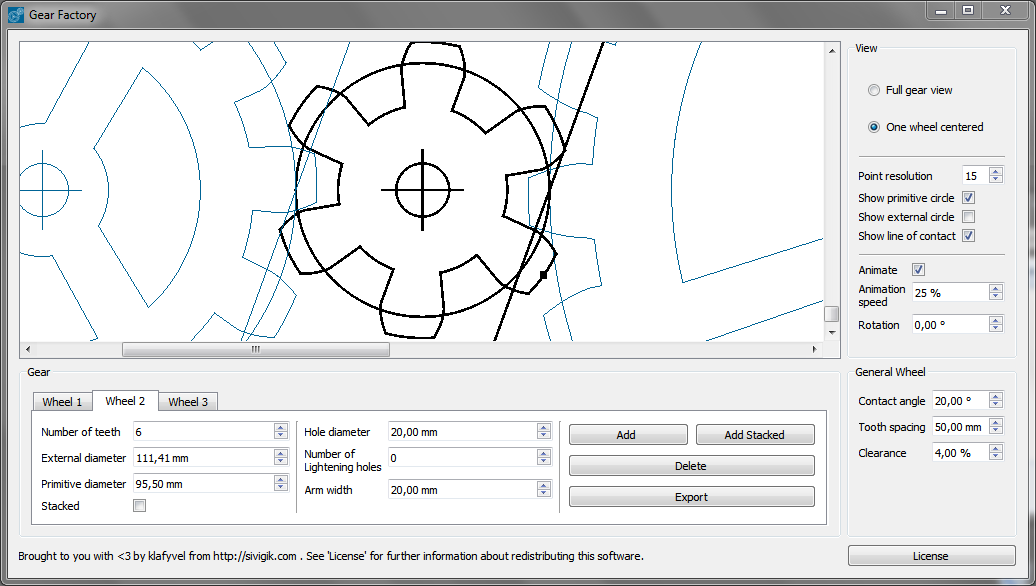 Gear Factory
View
Full gear view
One wheel centered
Point resolution 15
Show primitive circle
Show external circle
Show line of contact
Animate
Animation speed 25 %
Rotation 0,00 °
Gear
Wheel 1 Wheel 2 Wheel 3
Number of teeth 6
External diameter 111,41 mm
Primitive diameter 95,50 mm
Stacked
Hole diameter 20,00 mm
Number of
Lightening holes 0
Arm width 20,00 mm
Add Add Stacked
Delete
Export
General Wheel
Contact angle 20,00 °
Tooth spacing 50,00 mm
Clearance 4,00 %
Brought to you with <3 by klafyvel from http://sivigik.com . See 'License' for further information about redistributing this software.
License